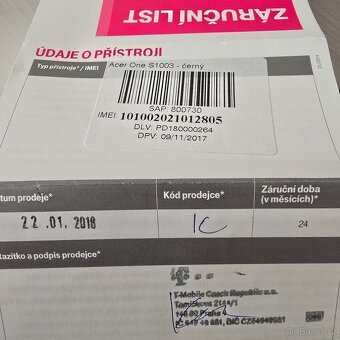 ZÁRUČNÍ LIST
ÚDAJE O PŘÍSTROJI
Typ přístroje* / IMEI
Acer One S1003 - černý
SAP: 800730
IMEI: 101002021012805
DLV: PD180000264
DPV: 09/11/2017
tum prodeje*
Kód prodejce*
Záruční doba
(v měsících)*
22.01.2018
IC
24
lazítko a podpis prodejce*
T-Mobile Czech Republic a.s.
Tomíčkova 2144/1
148 00 Praha 4